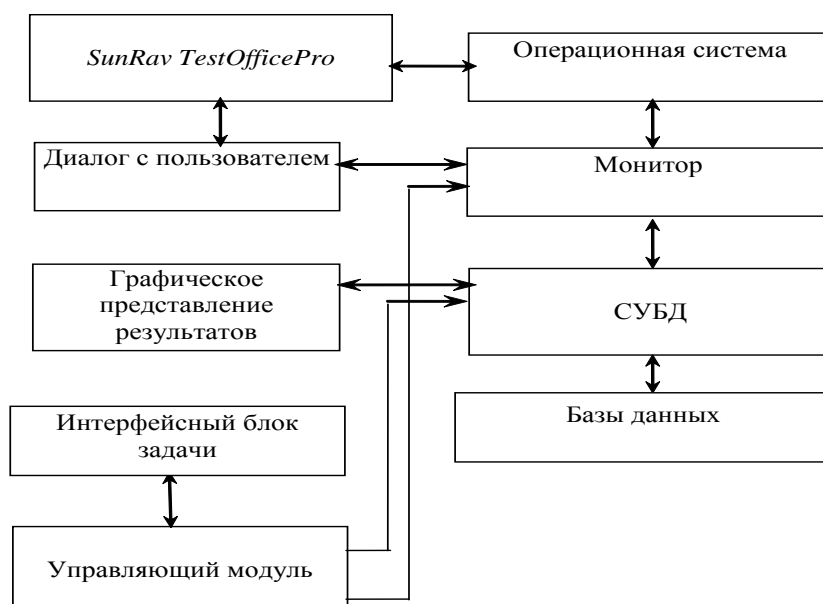 SunRav TestOfficePro
Операционная система
Диалог с пользователем
Монитор
Графическое
представление
результатов
СУБД
Интерфейсный блок
задачи
Базы данных
Управляющий модуль